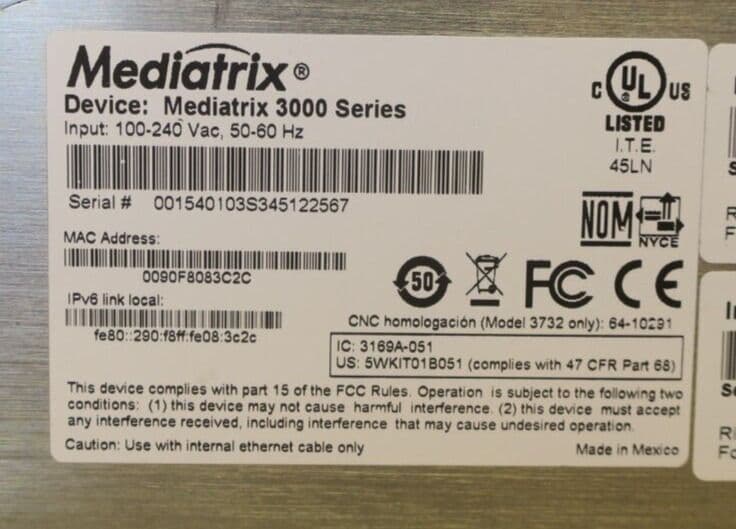 Mediatrix®
Device: Mediatrix 3000 Series
Input: 100-240 Vac, 50-60 Hz
Serial # 001540103S345122567
MAC Address:
0090F8083C2C
IPv6 link local:
fe80::290:f8ff:fe08:3c2c
C UL US
LISTED
I.T.E.
45LN
NOM
NYCE
50
FC CE
CNC homologación (Model 3732 only): 64-10291
IC: 3169A-051
US: 5WKIT01B051 (complies with 47 CFR Part 68)
This device complies with part 15 of the FCC Rules. Operation is subject to the following two
conditions: (1) this device may not cause harmful interference. (2) this device must accept
any interference received, including interference that may cause undesired operation.
Caution: Use with internal ethernet cable only
Made in Mexico